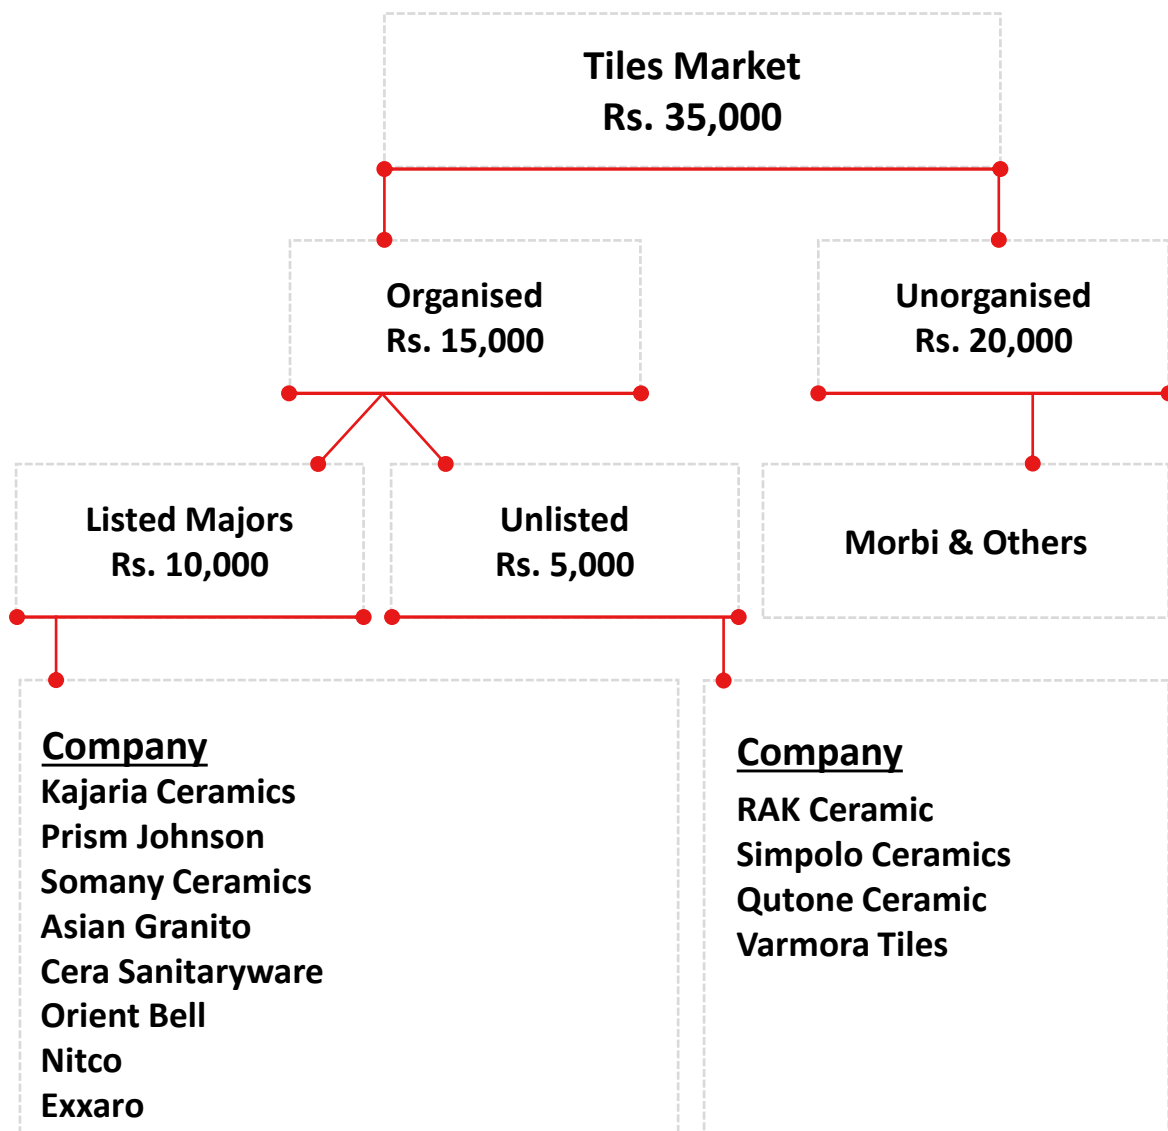 Tiles Market
Rs. 35,000
Organised
Rs. 15,000
Unorganised
Rs. 20,000
Listed Majors
Rs. 10,000
Unlisted
Rs. 5,000
Morbi & Others
Company
Kajaria Ceramics
Prism Johnson
Somany Ceramics
Asian Granito
Cera Sanitaryware
Orient Bell
Nitco
Exxaro
Company
RAK Ceramic
Simpolo Ceramics
Qutone Ceramic
Varmora Tiles